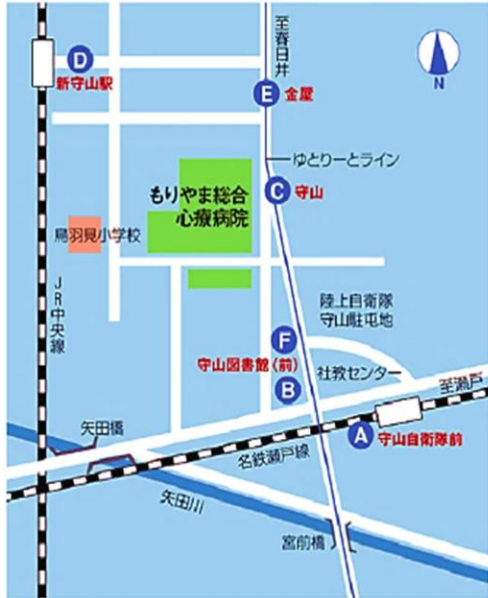 至春日井
N
D
新守山駅
E 金屋
ゆとりーとライン
もりやま総合
心療病院
C 守山
鳥羽見小学校
JR中央線
陸上自衛隊
守山駐屯地
F
守山図書館(前)
B
社教センター
至瀬戸
矢田橋
A 守山自衛隊前
名鉄瀬戸線
矢田川
宮前橋